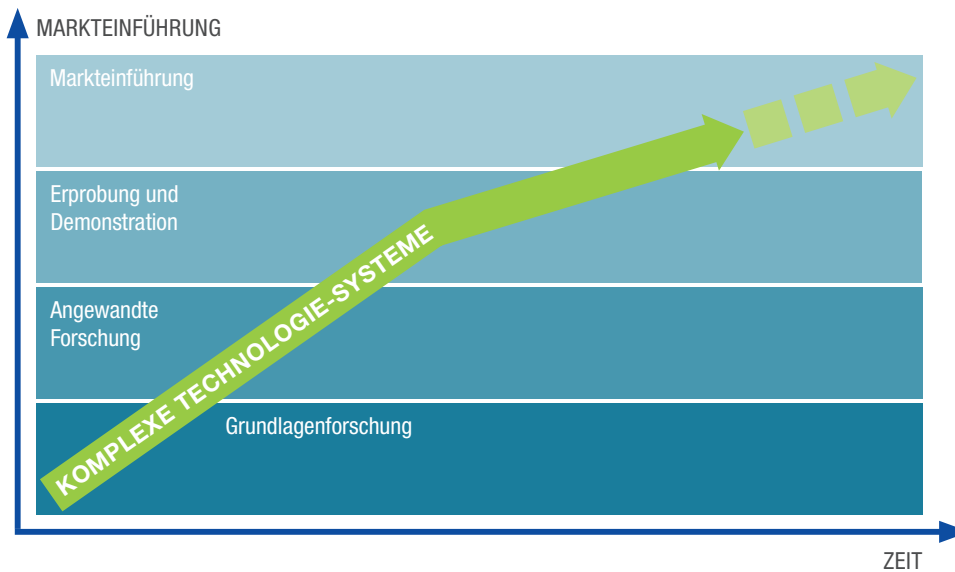 MARKTEINFÜHRUNG
Markteinführung
Erprobung und
Demonstration
Angewandte
Forschung
Grundlagenforschung
KOMPLEXE TECHNOLOGIE-SYSTEME
ZEIT